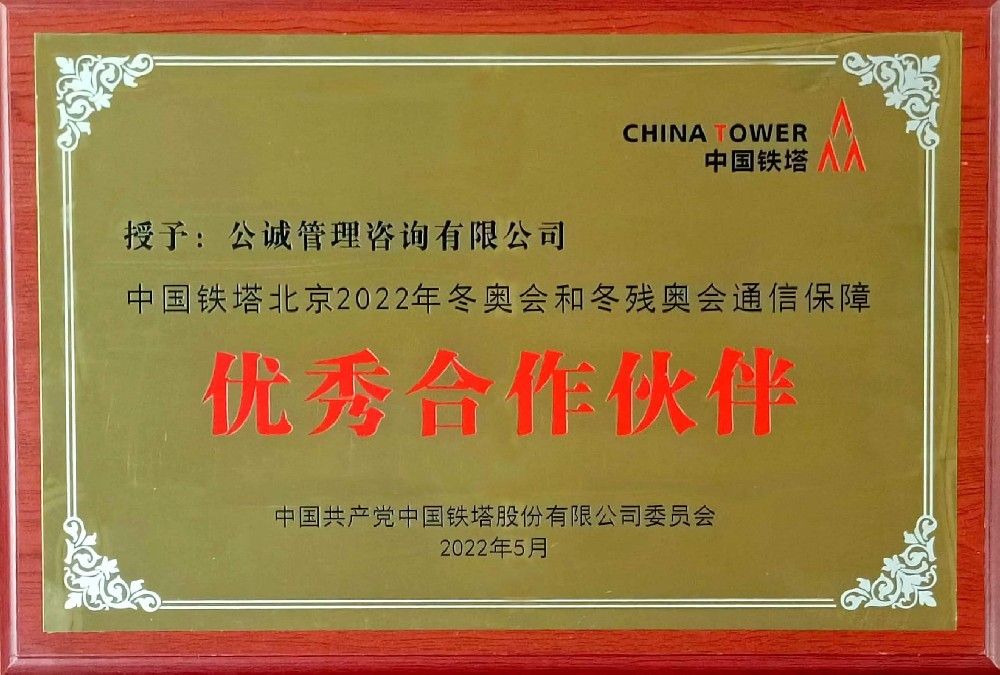 CHINA TOWER
中国铁塔
授予：公诚管理咨询有限公司
中国铁塔北京2022年冬奥会和冬残奥会通信保障
优秀合作伙伴
中国共产党中国铁塔股份有限公司委员会
2022年5月